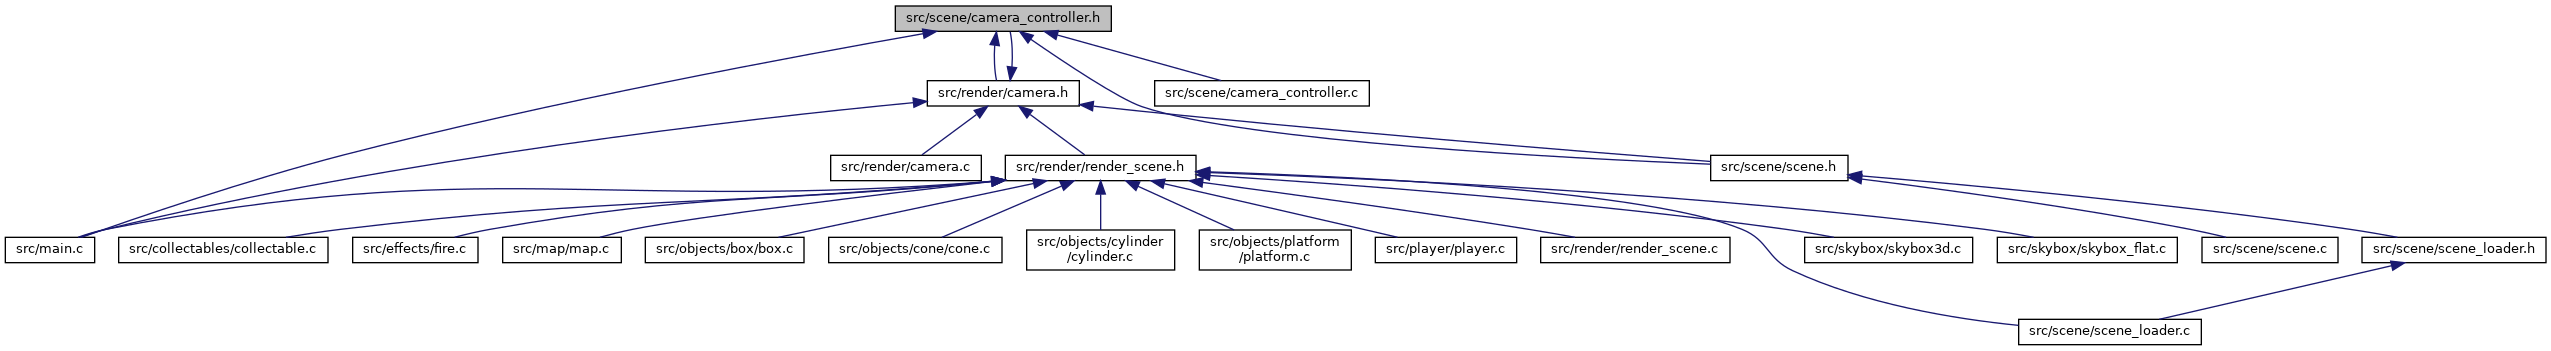 src/scene/camera_controller.h
src/render/camera.h
src/scene/camera_controller.c
src/render/camera.c
src/render/render_scene.h
src/scene/scene.h
src/main.c
src/collectables/collectable.c
src/effects/fire.c
src/map/map.c
src/objects/box/box.c
src/objects/cone/cone.c
src/objects/cylinder
/cylinder.c
src/objects/platform
/platform.c
src/player/player.c
src/render/render_scene.c
src/skybox/skybox3d.c
src/skybox/skybox_flat.c
src/scene/scene.c
src/scene/scene_loader.h
src/scene/scene_loader.c